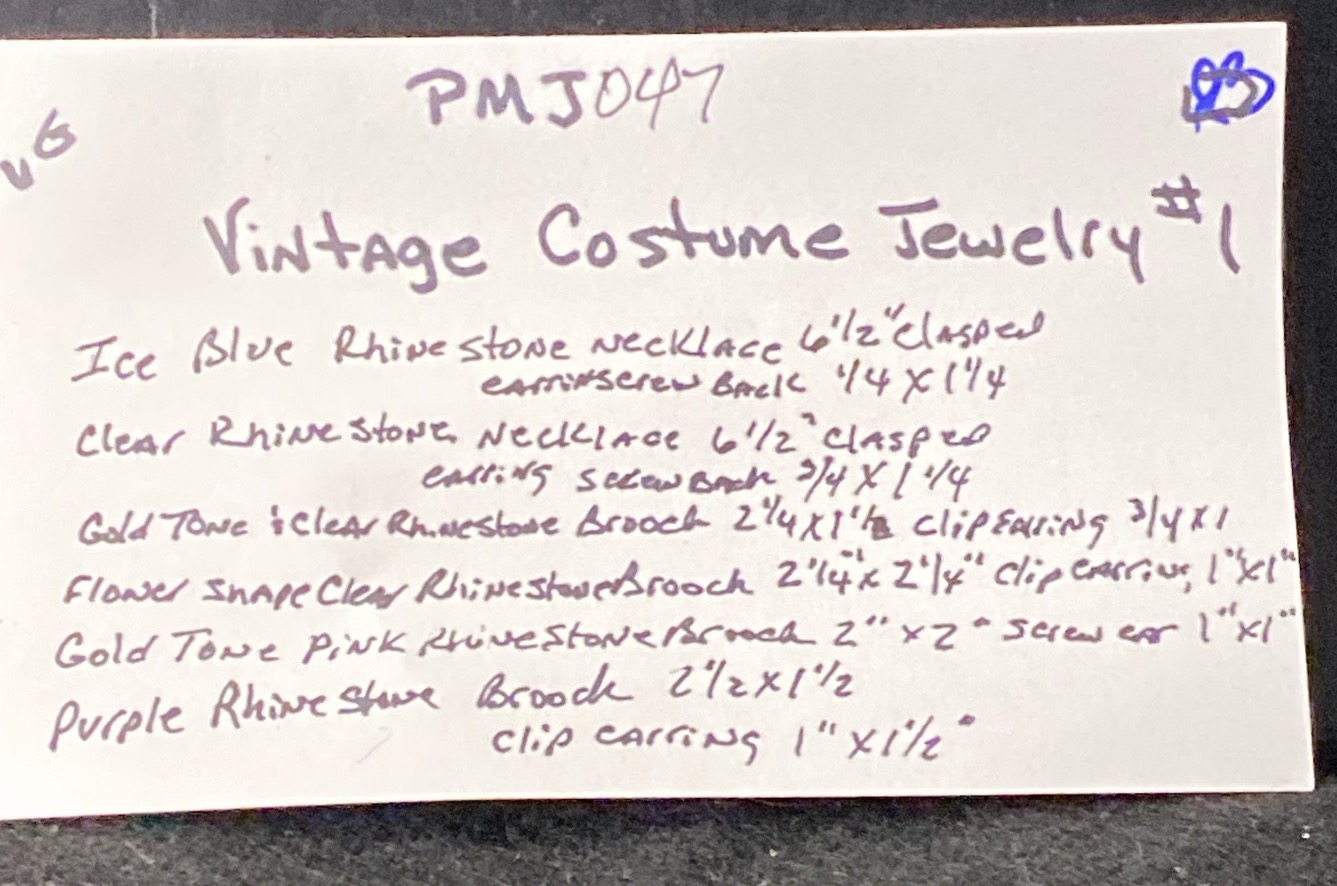 PMJ047
VG
Vintage Costume Jewelry #1
Ice Blue Rhinestone Necklace 6 1/2" clasped
earrin screw Back 1/4 X 1 1/4
Clear Rhinestone Necklace 6 1/2" clasped
earring screw Back 3/4 X 1 1/4
Gold Tone & Clear Rhinestone Brooch 2 1/4 X 1 1/2 clip Earring 3/4 X 1
Flower Shape Clear Rhinestone Brooch 2 1/4" x 2 1/4" clip earring 1" X 1"
Gold Tone Pink Rhinestone Brooch 2" x 2" screw ear 1" x 1"
Purple Rhinestone Brooch 2 1/2 X 1 1/2
clip earring 1" X 1 1/2"